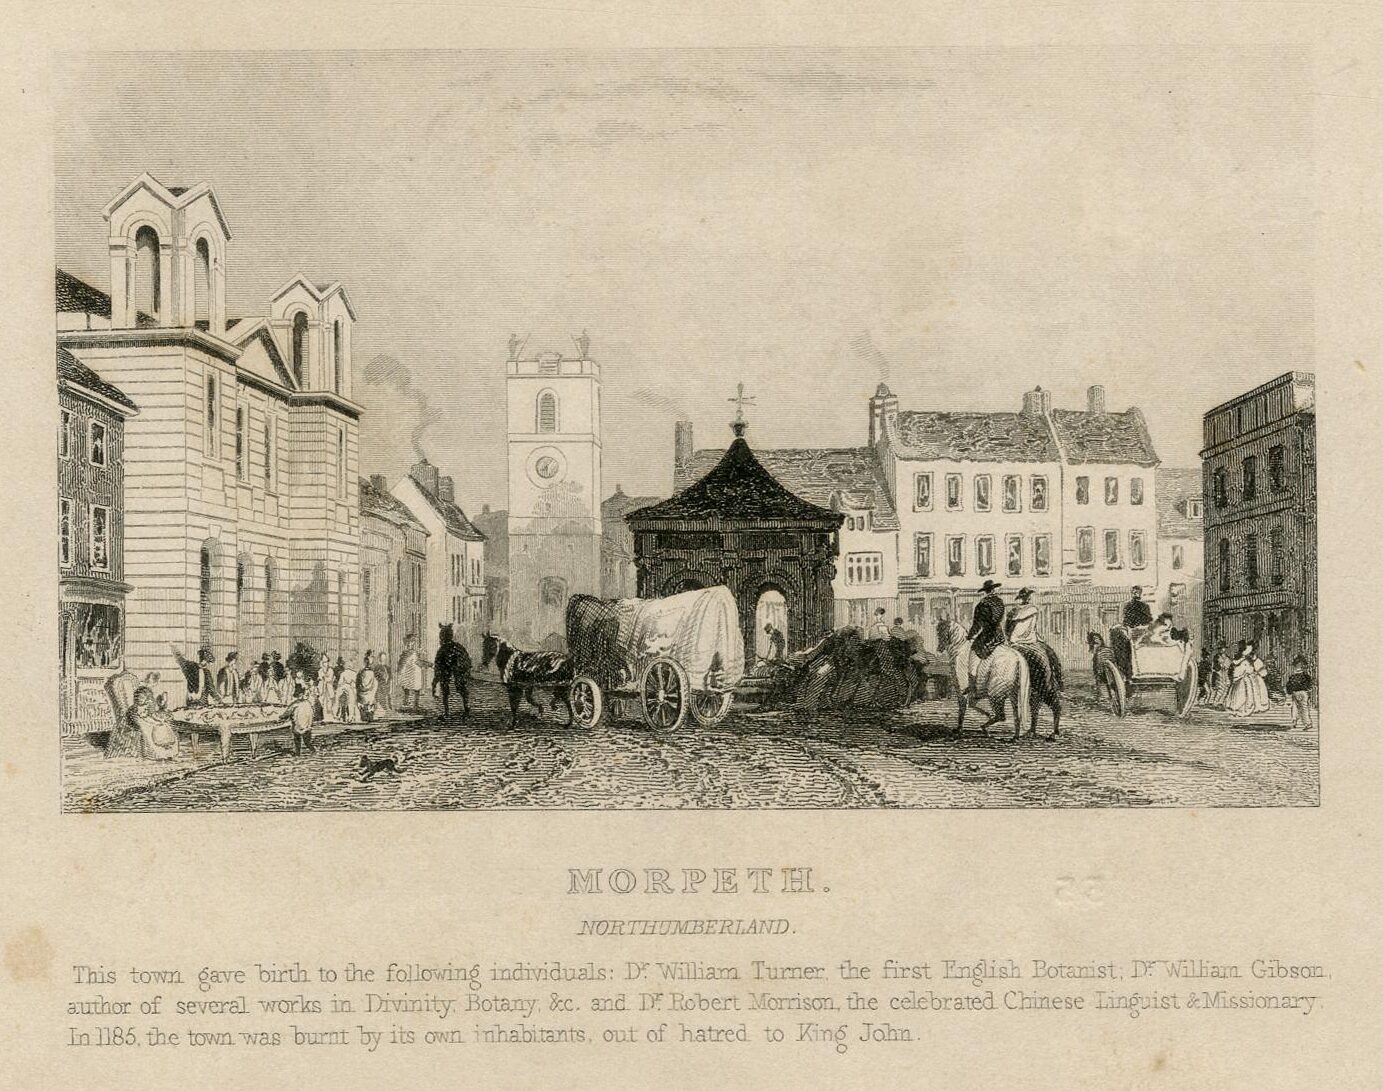 MORPETH.
NORTHUMBERLAND.
This town gave birth to the following individuals: Dr. William Turner, the first English Botanist; Dr. William Gibson,
author of several works in Divinity, Botany, &c. and Dr. Robert Morrison, the celebrated Chinese Linguist & Missionary.
In 1185, the town was burnt by its own inhabitants, out of hatred to King John.